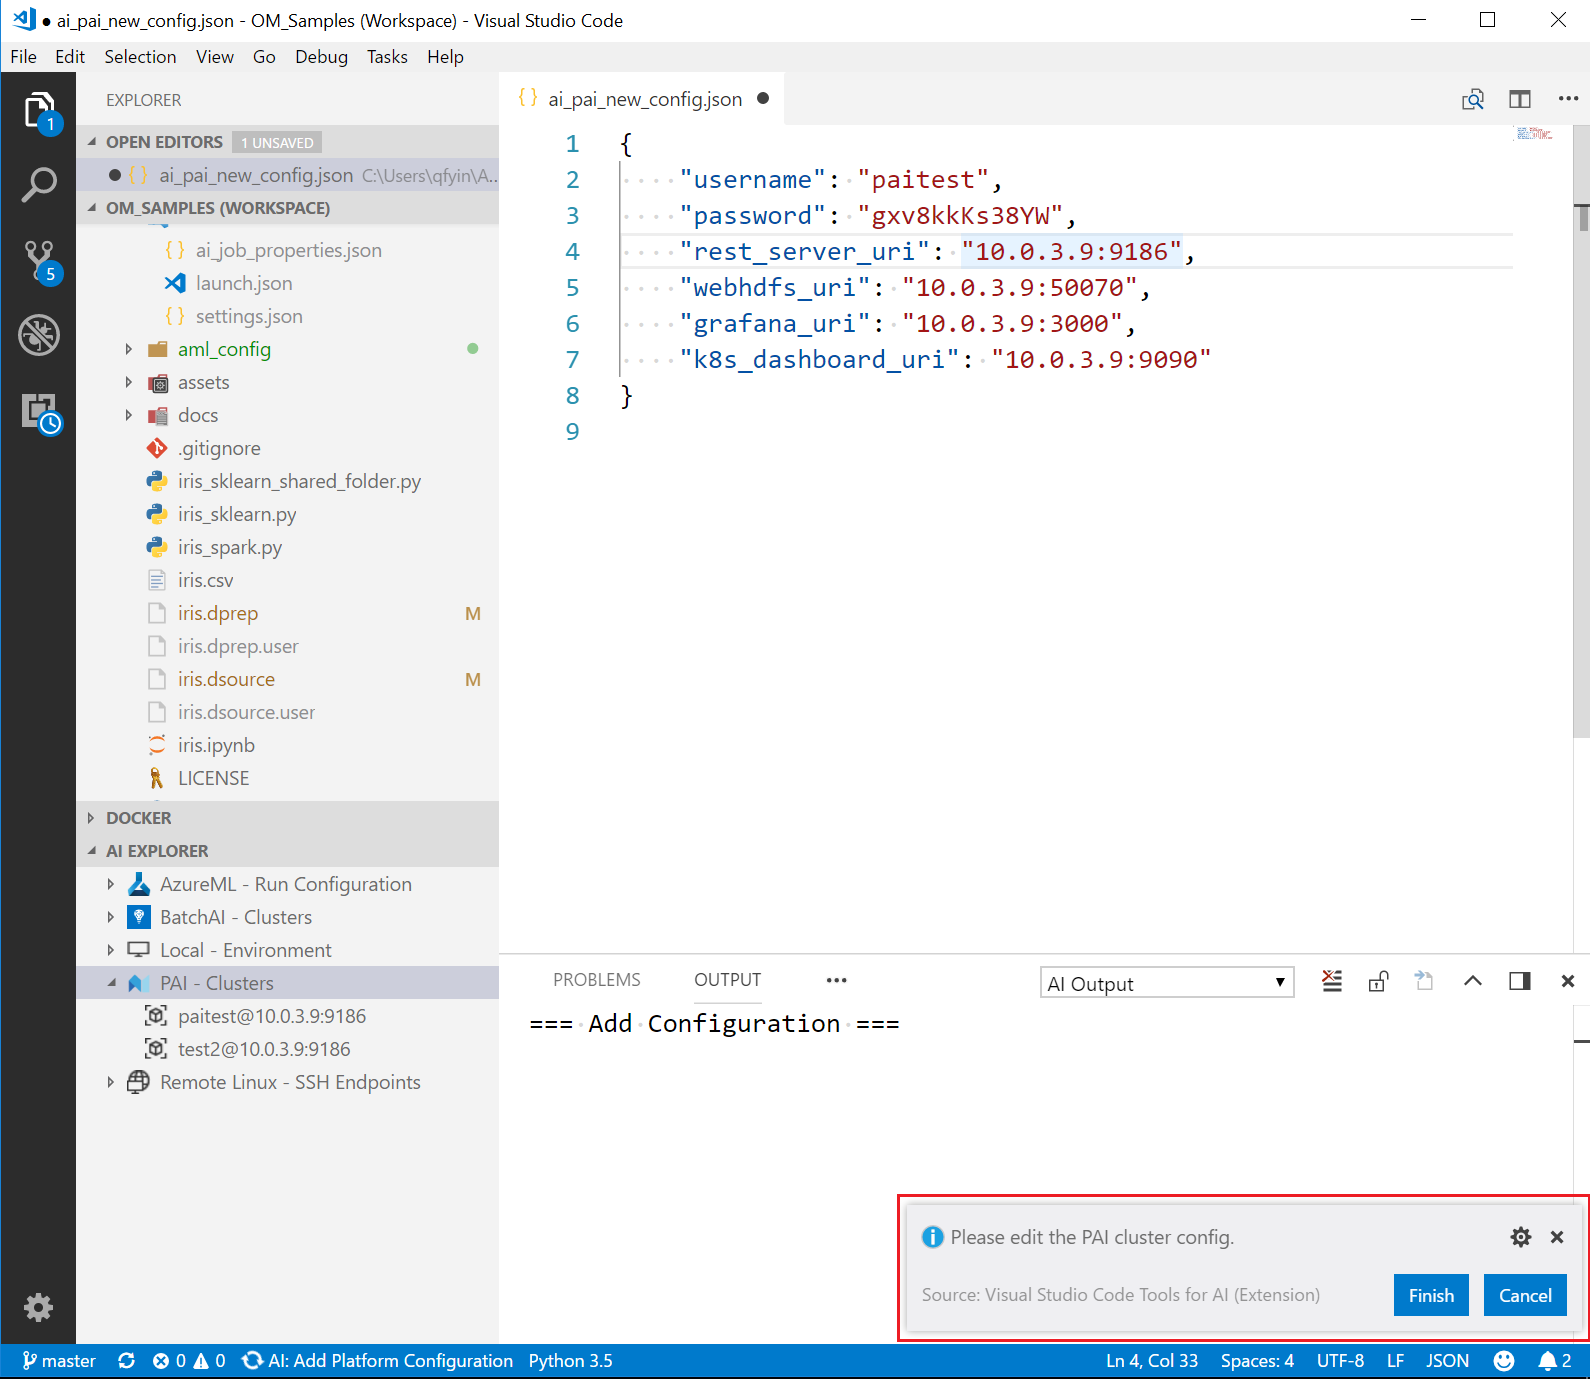 ● ai_pai_new_config.json - OM_Samples (Workspace) - Visual Studio Code
File Edit Selection View Go Debug Tasks Help
EXPLORER
OPEN EDITORS 1 UNSAVED
● {} ai_pai_new_config.json C:\Users\qfyin\A...
OM_SAMPLES (WORKSPACE)
{} ai_job_properties.json
launch.json
{} settings.json
aml_config
assets
docs
.gitignore
iris_sklearn_shared_folder.py
iris_sklearn.py
iris_spark.py
iris.csv
iris.dprep M
iris.dprep.user
iris.dsource M
iris.dsource.user
iris.ipynb
LICENSE
DOCKER
AI EXPLORER
AzureML - Run Configuration
BatchAI - Clusters
Local - Environment
PAI - Clusters
paitest@10.0.3.9:9186
test2@10.0.3.9:9186
Remote Linux - SSH Endpoints
1
5
{} ai_pai_new_config.json ●
1 {
2 "username": "paitest",
3 "password": "gxv8kkKs38YW",
4 "rest_server_uri": "10.0.3.9:9186",
5 "webhdfs_uri": "10.0.3.9:50070",
6 "grafana_uri": "10.0.3.9:3000",
7 "k8s_dashboard_uri": "10.0.3.9:9090"
8 }
9
PROBLEMS OUTPUT ••• AI Output
=== Add Configuration ===
Please edit the PAI cluster config.
Source: Visual Studio Code Tools for AI (Extension) Finish Cancel
master 0 0 AI: Add Platform Configuration Python 3.5 Ln 4, Col 33 Spaces: 4 UTF-8 LF JSON 2